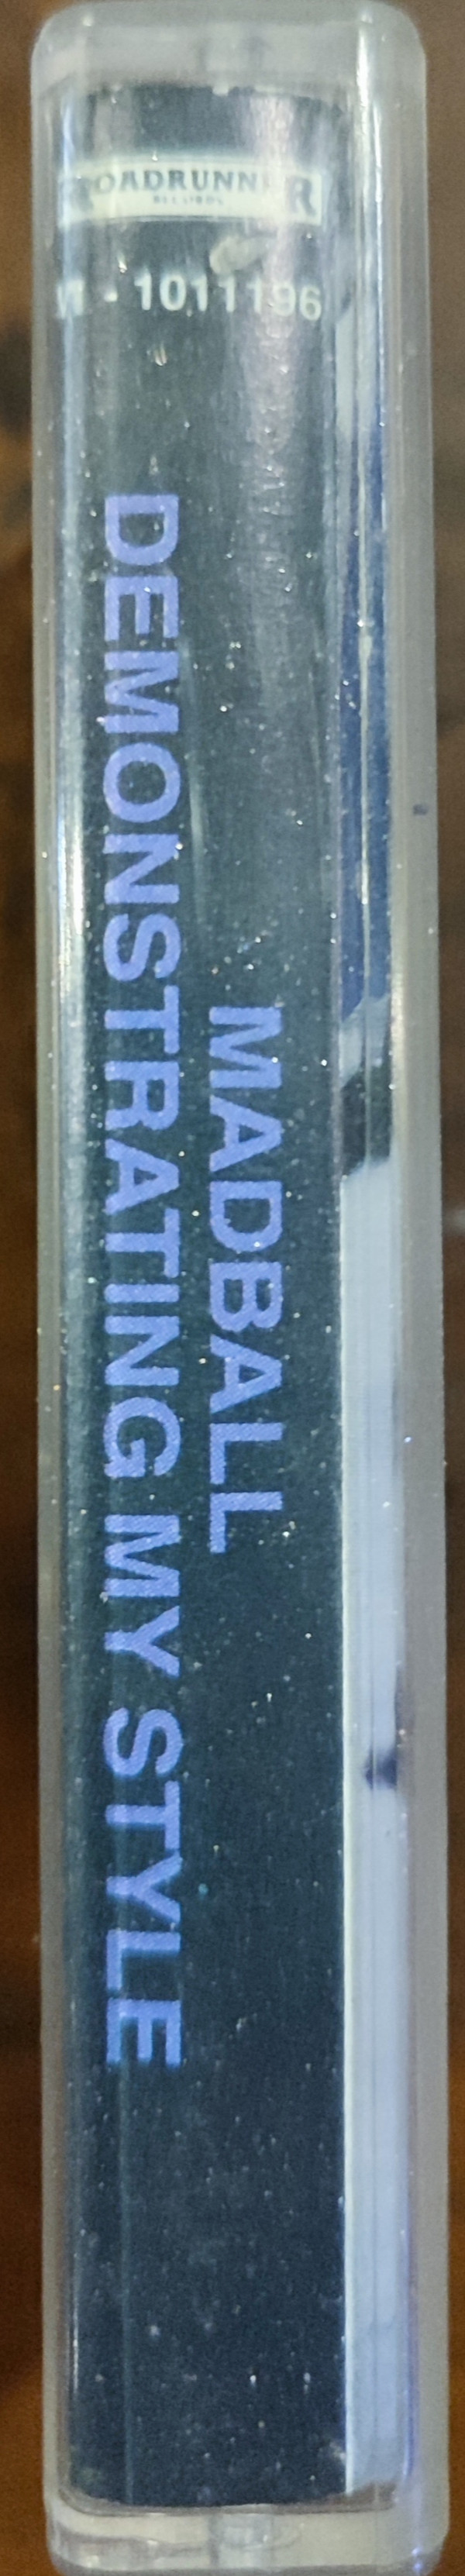 ROADRUNNER
RECORDS
- 1011196
MADBALL
DEMONSTRATING MY STYLE